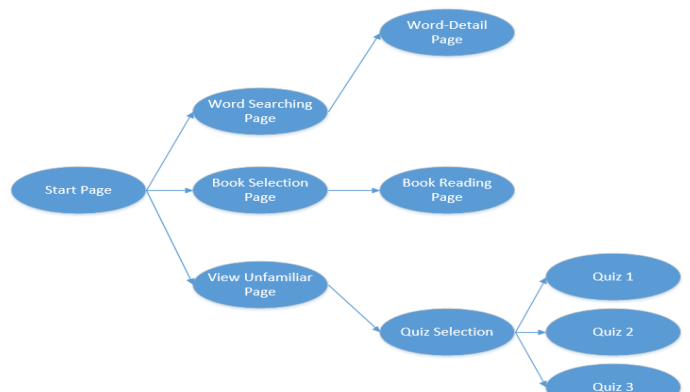 Word-Detail
Page
Word Searching
Page
Start Page
Book Selection
Page
Book Reading
Page
View Unfamiliar
Page
Quiz Selection
Quiz 1
Quiz 2
Quiz 3